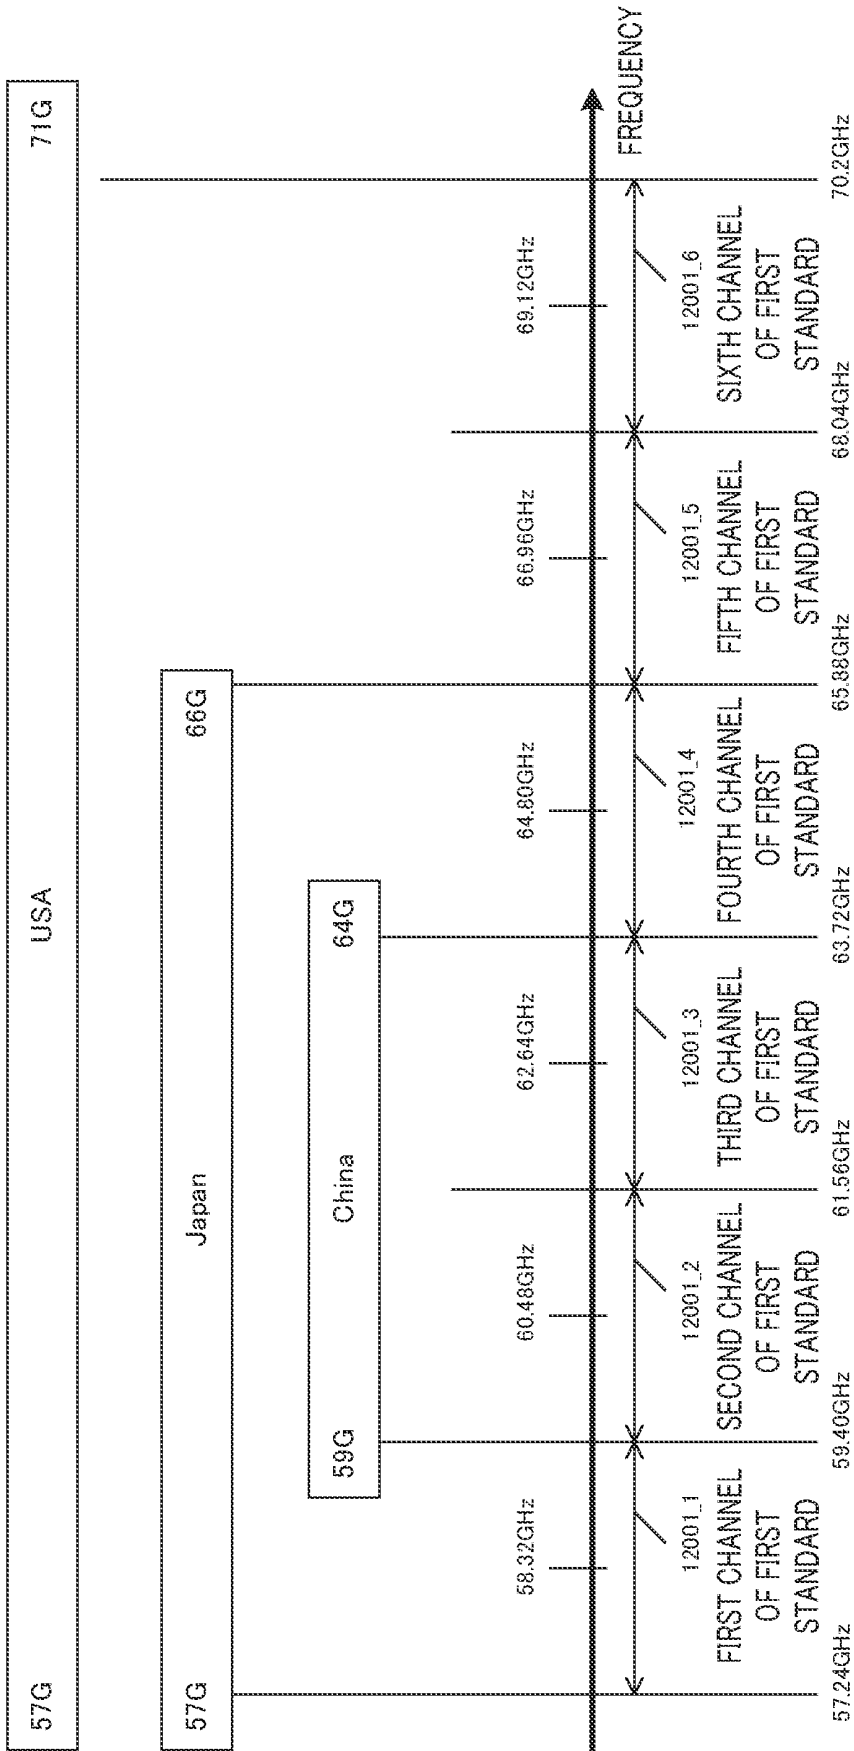 57G USA 71G
57G Japan 66G
59G China 64G
58.32GHz 60.48GHz 62.64GHz 64.80GHz 66.96GHz 69.12GHz
FREQUENCY
12001_1 12001_2 12001_3 12001_4 12001_5 12001_6
FIRST CHANNEL
OF FIRST
STANDARD
SECOND CHANNEL
OF FIRST
STANDARD
THIRD CHANNEL
OF FIRST
STANDARD
FOURTH CHANNEL
OF FIRST
STANDARD
FIFTH CHANNEL
OF FIRST
STANDARD
SIXTH CHANNEL
OF FIRST
STANDARD
57.24GHz 59.40GHz 61.56GHz 63.72GHz 65.88GHz 68.04GHz 70.2GHz